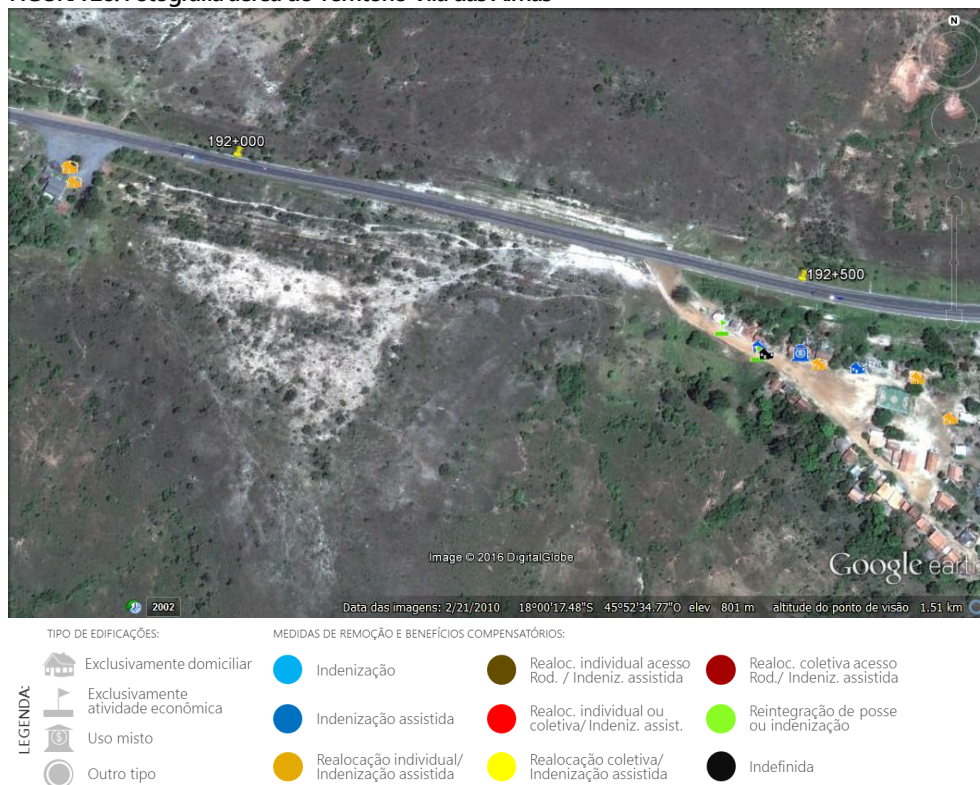 192+000
192+500
N
Image © 2016 DigitalGlobe
Google earth
2002
Data das imagens: 2/21/2010 18°00'17.48"S 45°52'34.77"O elev 801 m altitude do ponto de visão 1.51 km
LEGENDA:
TIPO DE EDIFICAÇÕES:
Exclusivamente domiciliar
Exclusivamente
atividade econômica
Uso misto
Outro tipo
MEDIDAS DE REMOÇÃO E BENEFÍCIOS COMPENSATÓRIOS:
Indenização
Indenização assistida
Realocação individual/
Indenização assistida
Realoc. individual acesso
Rod. / Indeniz. assistida
Realoc. individual ou
coletiva/ Indeniz. assist.
Realocação coletiva/
Indenização assistida
Realoc. coletiva acesso
Rod./ Indeniz. assistida
Reintegração de posse
ou indenização
Indefinida